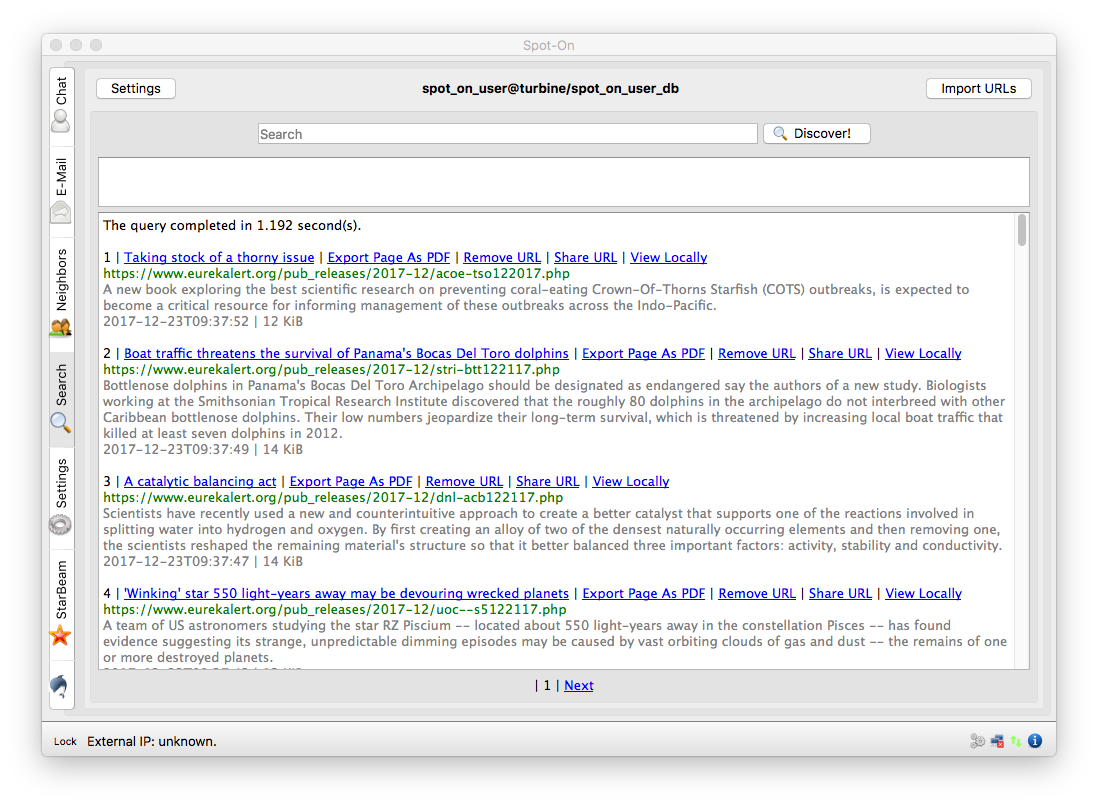 Spot-On
Chat
E-Mail
Neighbors
Search
Settings
StarBeam
Settings
spot_on_user@turbine/spot_on_user_db
Import URLs
Search
Discover!
The query completed in 1.192 second(s).
1 | Taking stock of a thorny issue | Export Page As PDF | Remove URL | Share URL | View Locally
https://www.eurekalert.org/pub_releases/2017-12/acoe-tso122017.php
A new book exploring the best scientific research on preventing coral-eating Crown-Of-Thorns Starfish (COTS) outbreaks, is expected to
become a critical resource for informing management of these outbreaks across the Indo-Pacific.
2017-12-23T09:37:52 | 12 KiB
2 | Boat traffic threatens the survival of Panama's Bocas Del Toro dolphins | Export Page As PDF | Remove URL | Share URL | View Locally
https://www.eurekalert.org/pub_releases/2017-12/stri-btt122117.php
Bottlenose dolphins in Panama's Bocas Del Toro Archipelago should be designated as endangered say the authors of a new study. Biologists
working at the Smithsonian Tropical Research Institute discovered that the roughly 80 dolphins in the archipelago do not interbreed with other
Caribbean bottlenose dolphins. Their low numbers jeopardize their long-term survival, which is threatened by increasing local boat traffic that
killed at least seven dolphins in 2012.
2017-12-23T09:37:49 | 14 KiB
3 | A catalytic balancing act | Export Page As PDF | Remove URL | Share URL | View Locally
https://www.eurekalert.org/pub_releases/2017-12/dnl-acb122117.php
Scientists have recently used a new and counterintuitive approach to create a better catalyst that supports one of the reactions involved in
splitting water into hydrogen and oxygen. By first creating an alloy of two of the densest naturally occurring elements and then removing one,
the scientists reshaped the remaining material's structure so that it better balanced three important factors: activity, stability and conductivity.
2017-12-23T09:37:47 | 14 KiB
4 | 'Winking' star 550 light-years away may be devouring wrecked planets | Export Page As PDF | Remove URL | Share URL | View Locally
https://www.eurekalert.org/pub_releases/2017-12/uoc--s5122117.php
A team of US astronomers studying the star RZ Piscium -- located about 550 light-years away in the constellation Pisces -- has found
evidence suggesting its strange, unpredictable dimming episodes may be caused by vast orbiting clouds of gas and dust -- the remains of one
or more destroyed planets.
| 1 | Next
Lock
External IP: unknown.